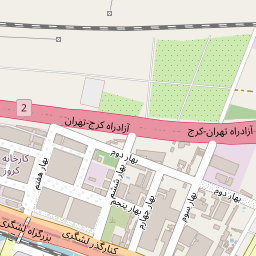 2
آزادراه کرج-تهران
آزادراه تهران-کرج
بهار دوم
کارخانه
کروز
بهار هفتم
بهار ششم
بهار پنجم
بهار چهارم
بهار سوم
بهار دوم
کنارگذر لشگری
بزرگراه لشگری